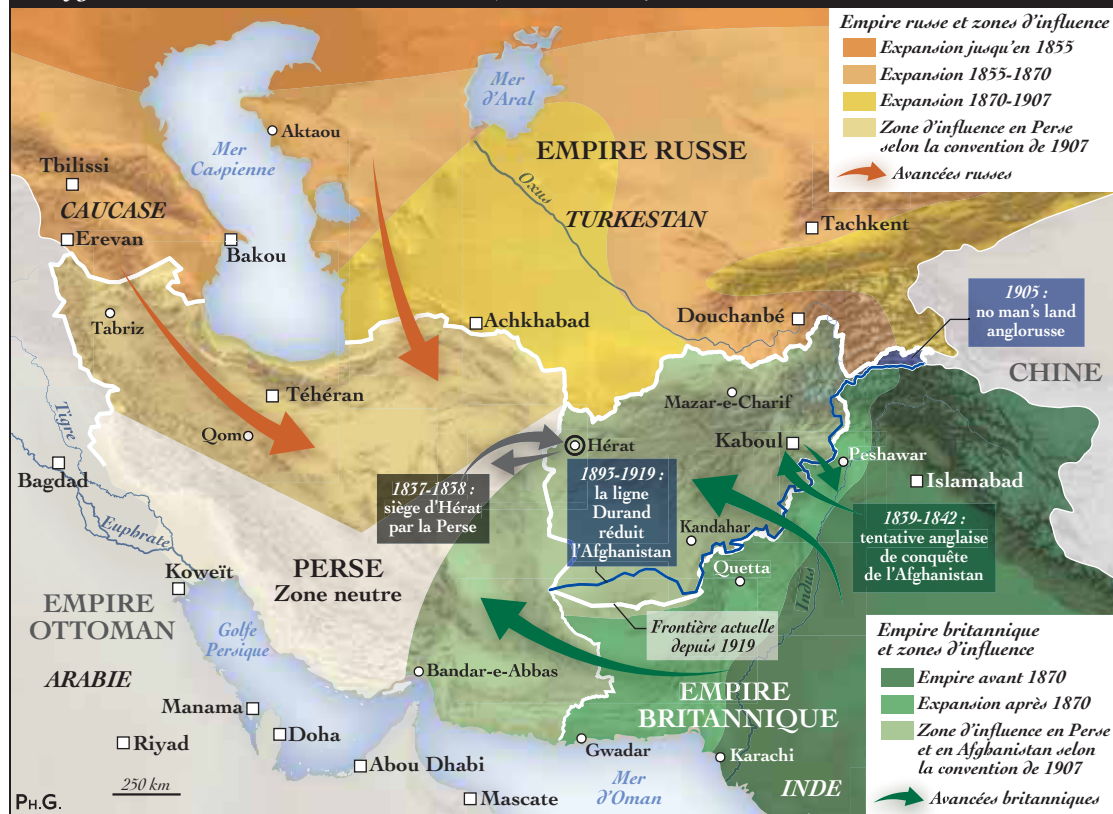 Empire russe et zones d'influence
Expansion jusqu'en 1855
Expansion 1855-1870
Expansion 1870-1907
Zone d'influence en Perse
selon la convention de 1907
Avancées russes
Mer
d'Aral
Aktaou
Mer
Caspienne
EMPIRE RUSSE
Oxus
TURKESTAN
Tbilissi
CAUCASE
Erevan
Bakou
Tachkent
Tabriz
Achkhabad
Douchanbé
1905 :
no man's land
anglorusse
CHINE
Téhéran
Mazar-e-Charif
Qom
Hérat
Kaboul
Peshawar
Tigre
Bagdad
Islamabad
1837-1838 :
siège d'Hérat
par la Perse
1893-1919 :
la ligne
Durand
réduit
l'Afghanistan
Kandahar
1839-1842 :
tentative anglaise
de conquête
de l'Afghanistan
Euphrate
Quetta
Indus
Koweït
PERSE
Zone neutre
EMPIRE
OTTOMAN
Golfe
Persique
Frontière actuelle
depuis 1919
ARABIE
Bandar-e-Abbas
EMPIRE
BRITANNIQUE
Manama
Riyad
Doha
Gwadar
Karachi
Abou Dhabi
250 km
Mer
d'Oman
INDE
PH.G.
Mascate
Empire britannique
et zones d'influence
Empire avant 1870
Expansion après 1870
Zone d'influence en Perse
et en Afghanistan selon
la convention de 1907
Avancées britanniques